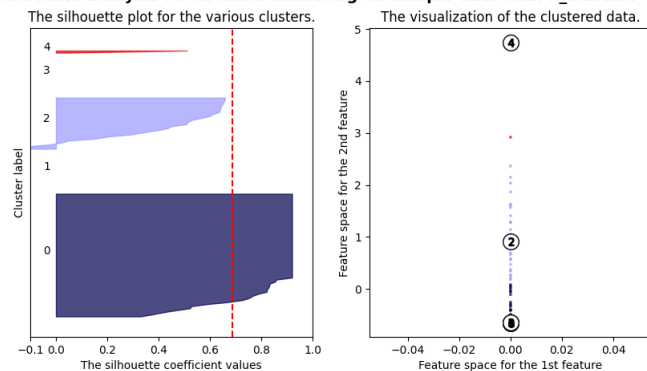 The silhouette plot for the various clusters.
4
3
2
1
0
Cluster label
-0.1 0.0 0.2 0.4 0.6 0.8 1.0
The silhouette coefficient values
The visualization of the clustered data.
5
4
3
2
1
0
Feature space for the 2nd feature
4
2
−0.04 −0.02 0.00 0.02 0.04
Feature space for the 1st feature